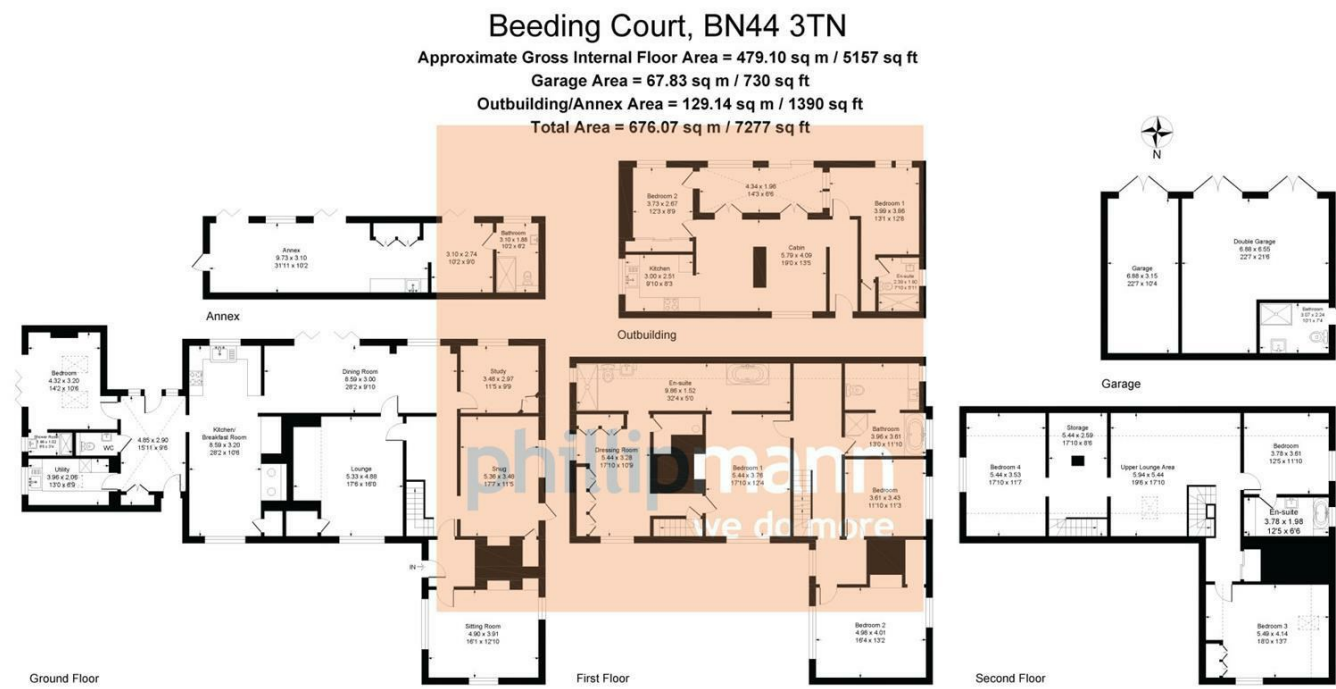 Beeding Court, BN44 3TN
Approximate Gross Internal Floor Area = 479.10 sq m / 5157 sq ft
Garage Area = 67.83 sq m / 730 sq ft
Outbuilding/Annex Area = 129.14 sq m / 1390 sq ft
Total Area = 676.07 sq m / 7277 sq ft
N
Annex
9.73 x 3.10
31'11 x 10'2
3.10 x 2.74
10'2 x 9'0
Bathroom
3.10 x 1.88
10'2 x 6'2
Annex
Bedroom 2
3.73 x 2.67
12'3 x 8'9
4.34 x 1.98
14'3 x 6'6
Bedroom 1
3.99 x 3.86
13'1 x 12'8
Kitchen
3.00 x 2.51
9'10 x 8'3
Cabin
5.79 x 4.09
19'0 x 13'5
En-suite
Outbuilding
Garage
6.88 x 3.15
22'7 x 10'4
Double Garage
6.88 x 6.55
22'7 x 21'6
Bathroom
3.07 x 2.24
10'1 x 7'4
Garage
Bedroom
4.32 x 3.20
14'2 x 10'6
WC
4.85 x 2.90
15'11 x 9'6
Utility
3.96 x 2.06
13'0 x 6'9
Kitchen/
Breakfast Room
8.59 x 3.20
28'2 x 10'6
Dining Room
8.59 x 3.00
28'2 x 9'10
Lounge
5.33 x 4.88
17'6 x 16'0
Study
3.48 x 2.97
11'5 x 9'9
Snug
5.36 x 3.48
17'7 x 11'5
IN
Sitting Room
4.90 x 3.91
16'1 x 12'10
Ground Floor
En-suite
9.86 x 1.52
32'4 x 5'0
Dressing Room
5.44 x 3.28
17'10 x 10'9
Bedroom 1
5.44 x 3.76
17'10 x 12'4
Bathroom
3.96 x 3.61
13'0 x 11'10
Bedroom
3.61 x 3.43
11'10 x 11'3
Bedroom 2
4.98 x 4.01
16'4 x 13'2
First Floor
phillipmann
we do more
Bedroom 4
5.44 x 3.53
17'10 x 11'7
Storage
5.44 x 2.59
17'10 x 8'6
Upper Lounge Area
5.94 x 5.44
19'6 x 17'10
Bedroom
3.78 x 3.61
12'5 x 11'10
En-suite
3.78 x 1.98
12'5 x 6'6
Bedroom 3
5.49 x 4.14
18'0 x 13'7
Second Floor